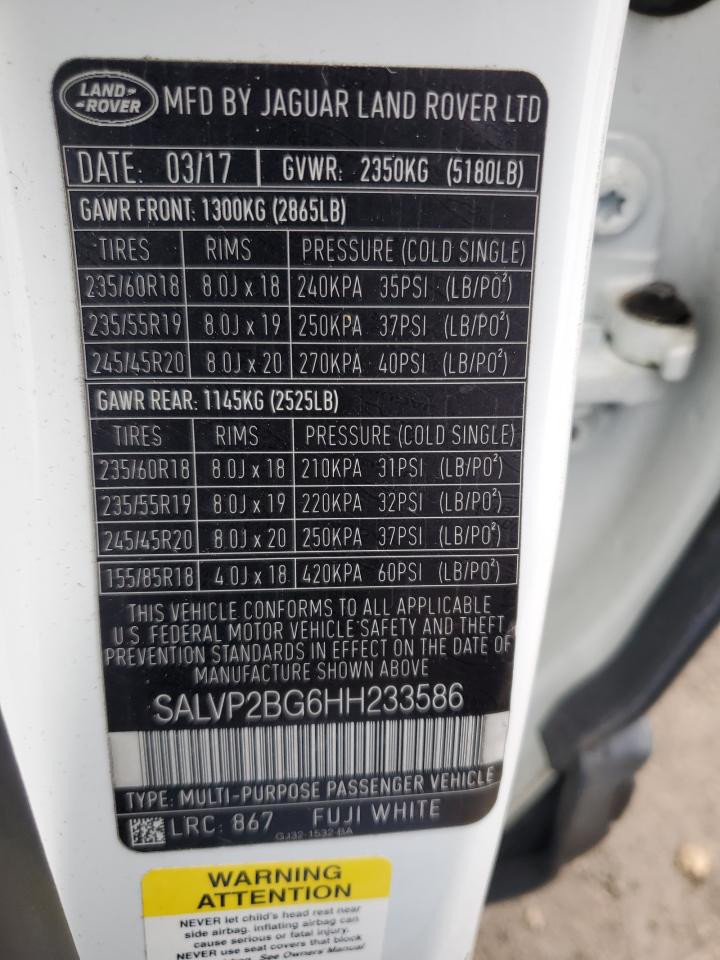 LAND ROVER MFD BY JAGUAR LAND ROVER LTD
DATE: 03/17 GVWR: 2350KG (5180LB)
GAWR FRONT: 1300KG (2865LB)
TIRES RIMS PRESSURE (COLD SINGLE)
235/60R18 8.0J x 18 240KPA 35PSI (LB/PO²)
235/55R19 8.0J x 19 250KPA 37PSI (LB/PO²)
245/45R20 8.0J x 20 270KPA 40PSI (LB/PO²)
GAWR REAR: 1145KG (2525LB)
TIRES RIMS PRESSURE (COLD SINGLE)
235/60R18 8.0J x 18 210KPA 31PSI (LB/PO²)
235/55R19 8.0J x 19 220KPA 32PSI (LB/PO²)
245/45R20 8.0J x 20 250KPA 37PSI (LB/PO²)
155/85R18 4.0J x 18 420KPA 60PSI (LB/PO²)
THIS VEHICLE CONFORMS TO ALL APPLICABLE
U.S. FEDERAL MOTOR VEHICLE SAFETY AND THEFT
PREVENTION STANDARDS IN EFFECT ON THE DATE OF
MANUFACTURE SHOWN ABOVE
SALVP2BG6HH233586
TYPE: MULTI-PURPOSE PASSENGER VEHICLE
LRC: 867 FUJI WHITE
GJ32-1532-BA
WARNING
ATTENTION
NEVER let child's head rest near
side airbag. inflating airbag can
cause serious or fatal injury.
NEVER use seat covers that block
airbag. See Owners Manual